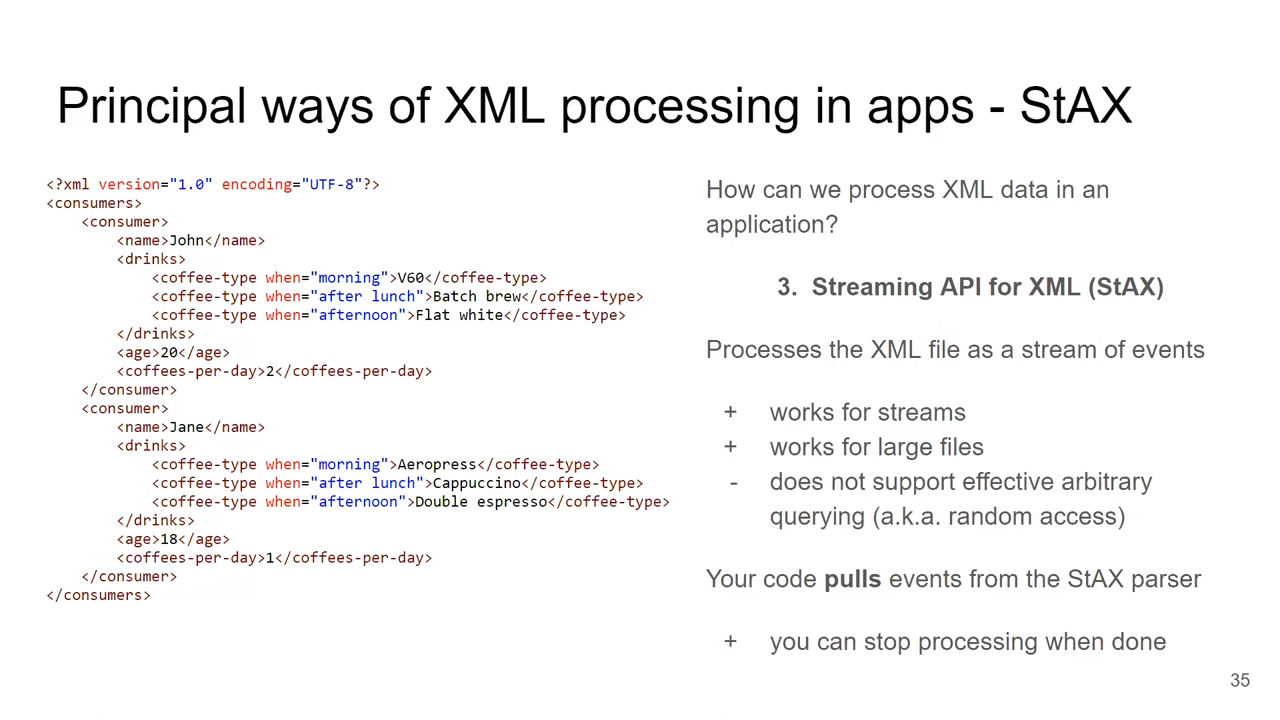 Principal ways of XML processing in apps - StAX
<?xml version="1.0" encoding="UTF-8"?>
<consumers>
    <consumer>
        <name>John</name>
        <drinks>
            <coffee-type when="morning">V60</coffee-type>
            <coffee-type when="after lunch">Batch brew</coffee-type>
            <coffee-type when="afternoon">Flat white</coffee-type>
        </drinks>
        <age>20</age>
        <coffees-per-day>2</coffees-per-day>
    </consumer>
    <consumer>
        <name>Jane</name>
        <drinks>
            <coffee-type when="morning">Aeropress</coffee-type>
            <coffee-type when="after lunch">Cappuccino</coffee-type>
            <coffee-type when="afternoon">Double espresso</coffee-type>
        </drinks>
        <age>18</age>
        <coffees-per-day>1</coffees-per-day>
    </consumer>
</consumers>
How can we process XML data in an
application?
3. Streaming API for XML (StAX)
Processes the XML file as a stream of events
+ works for streams
+ works for large files
- does not support effective arbitrary
querying (a.k.a. random access)
Your code pulls events from the StAX parser
+ you can stop processing when done
35